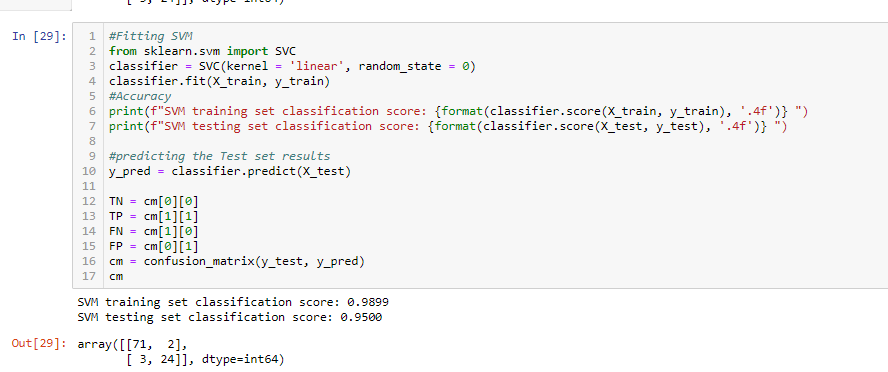 [ 3, 24]], dtype=int64)
In [29]:
1 #Fitting SVM
2 from sklearn.svm import SVC
3 classifier = SVC(kernel = 'linear', random_state = 0)
4 classifier.fit(X_train, y_train)
5 #Accuracy
6 print(f"SVM training set classification score: {format(classifier.score(X_train, y_train), '.4f')} ")
7 print(f"SVM testing set classification score: {format(classifier.score(X_test, y_test), '.4f')} ")
8
9 #predicting the Test set results
10 y_pred = classifier.predict(X_test)
11
12 TN = cm[0][0]
13 TP = cm[1][1]
14 FN = cm[1][0]
15 FP = cm[0][1]
16 cm = confusion_matrix(y_test, y_pred)
17 cm
SVM training set classification score: 0.9899
SVM testing set classification score: 0.9500
Out[29]: array([[71,  2],
[ 3, 24]], dtype=int64)